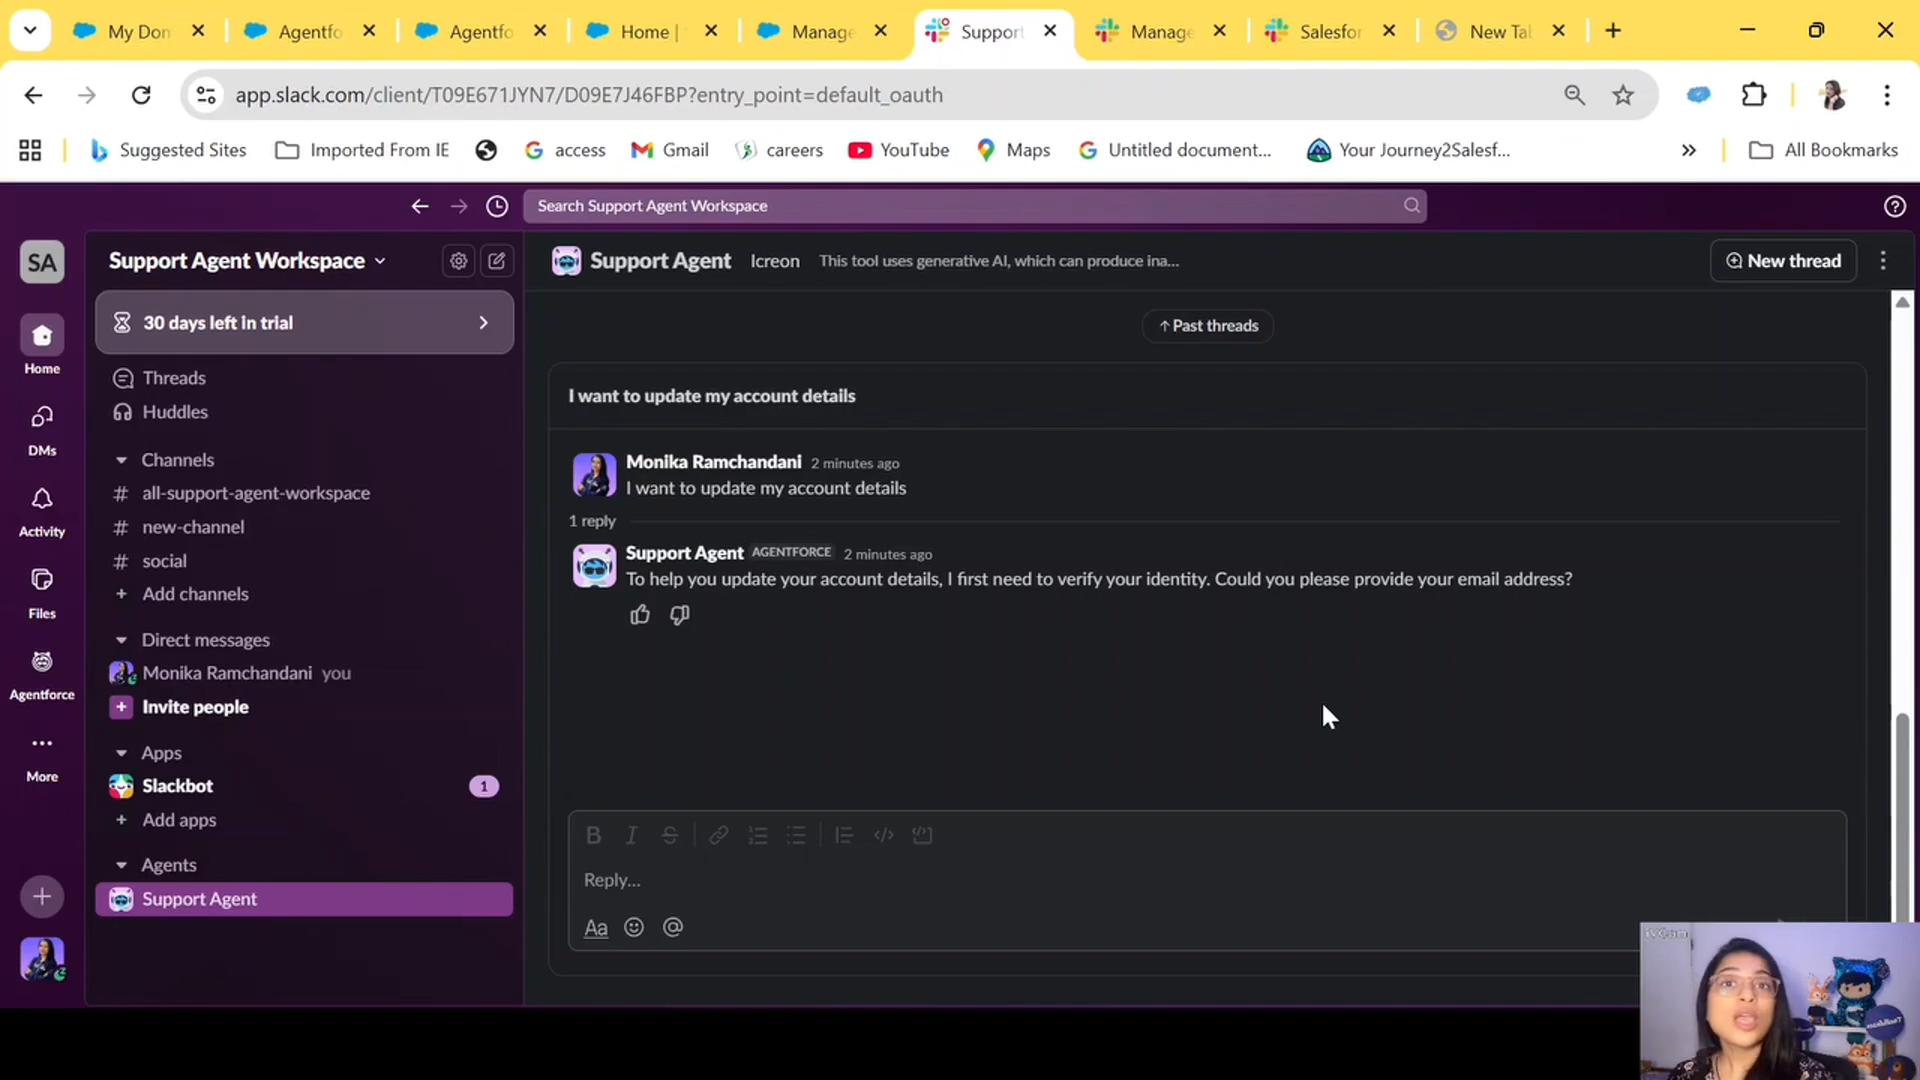 My Don
Agentfo
Agentfo
Home |
Manage
Support
Manage
Salesfor
New Tab
app.slack.com/client/T09E671JYN7/D09E7J46FBP?entry_point=default_oauth
Suggested Sites
Imported From IE
access
Gmail
careers
YouTube
Maps
Untitled document...
Your Journey2Salesf...
All Bookmarks
Search Support Agent Workspace
SA
Support Agent Workspace
Support Agent
Icreon
This tool uses generative AI, which can produce ina...
New thread
30 days left in trial
↑ Past threads
Home
Threads
Huddles
I want to update my account details
DMs
Channels
# all-support-agent-workspace
# new-channel
# social
+ Add channels
Monika Ramchandani 2 minutes ago
I want to update my account details
1 reply
Activity
Support Agent AGENTFORCE 2 minutes ago
To help you update your account details, I first need to verify your identity. Could you please provide your email address?
Files
Direct messages
Monika Ramchandani you
+ Invite people
Agentforce
More
Apps
Slackbot 1
+ Add apps
Agents
Support Agent
B I S
Reply...
Aa
iVCam